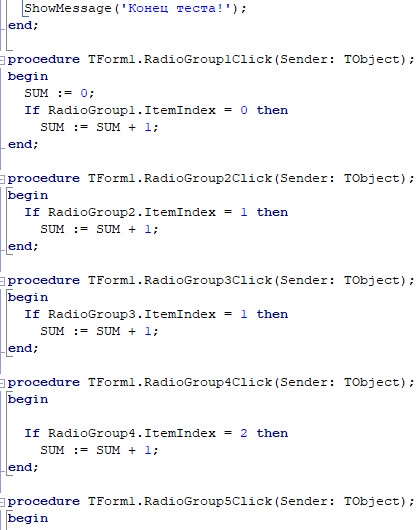 ShowMessage('Конец теста!');
end;
procedure TForm1.RadioGroup1Click(Sender: TObject);
begin
SUM := 0;
If RadioGroup1.ItemIndex = 0 then
SUM := SUM + 1;
end;
procedure TForm1.RadioGroup2Click(Sender: TObject);
begin
If RadioGroup2.ItemIndex = 1 then
SUM := SUM + 1;
end;
procedure TForm1.RadioGroup3Click(Sender: TObject);
begin
If RadioGroup3.ItemIndex = 1 then
SUM := SUM + 1;
end;
procedure TForm1.RadioGroup4Click(Sender: TObject);
begin
If RadioGroup4.ItemIndex = 2 then
SUM := SUM + 1;
end;
procedure TForm1.RadioGroup5Click(Sender: TObject);
begin